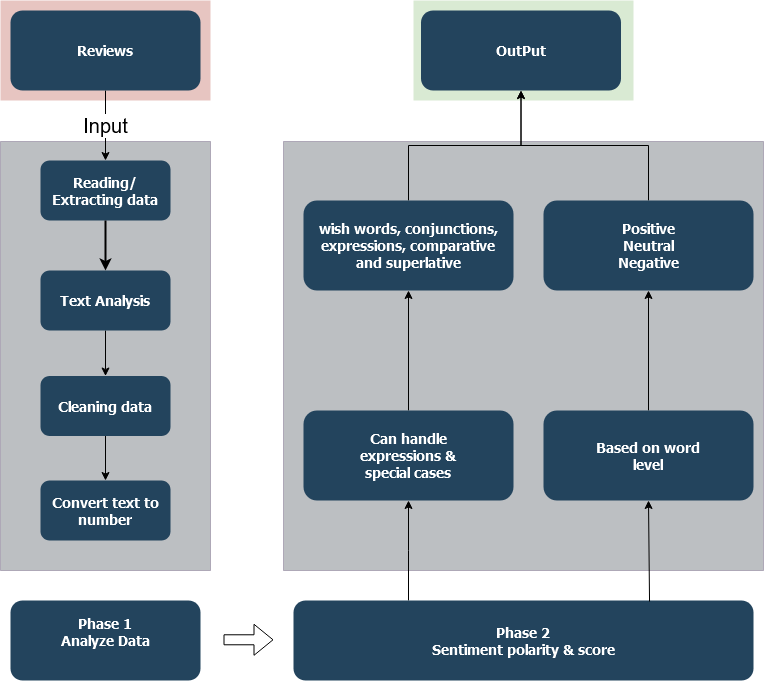 Reviews
OutPut
Input
Reading/
Extracting data
Text Analysis
Cleaning data
Convert text to
number
wish words, conjunctions,
expressions, comparative
and superlative
Positive
Neutral
Negative
Can handle
expressions &
special cases
Based on word
level
Phase 1
Analyze Data
Phase 2
Sentiment polarity & score